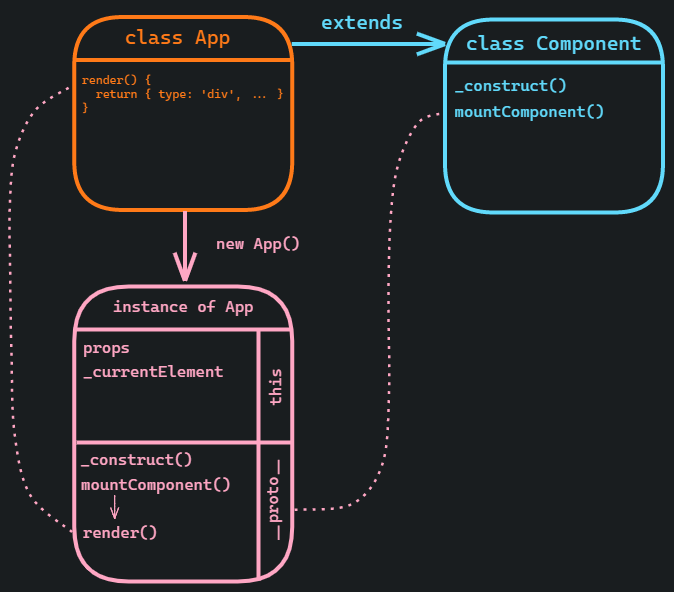 extends
class App
class Component
render() {
  return { type: 'div', ... }
}
_construct()
mountComponent()
new App()
instance of App
props
_currentElement
this
_construct()
mountComponent()
render()
__proto__